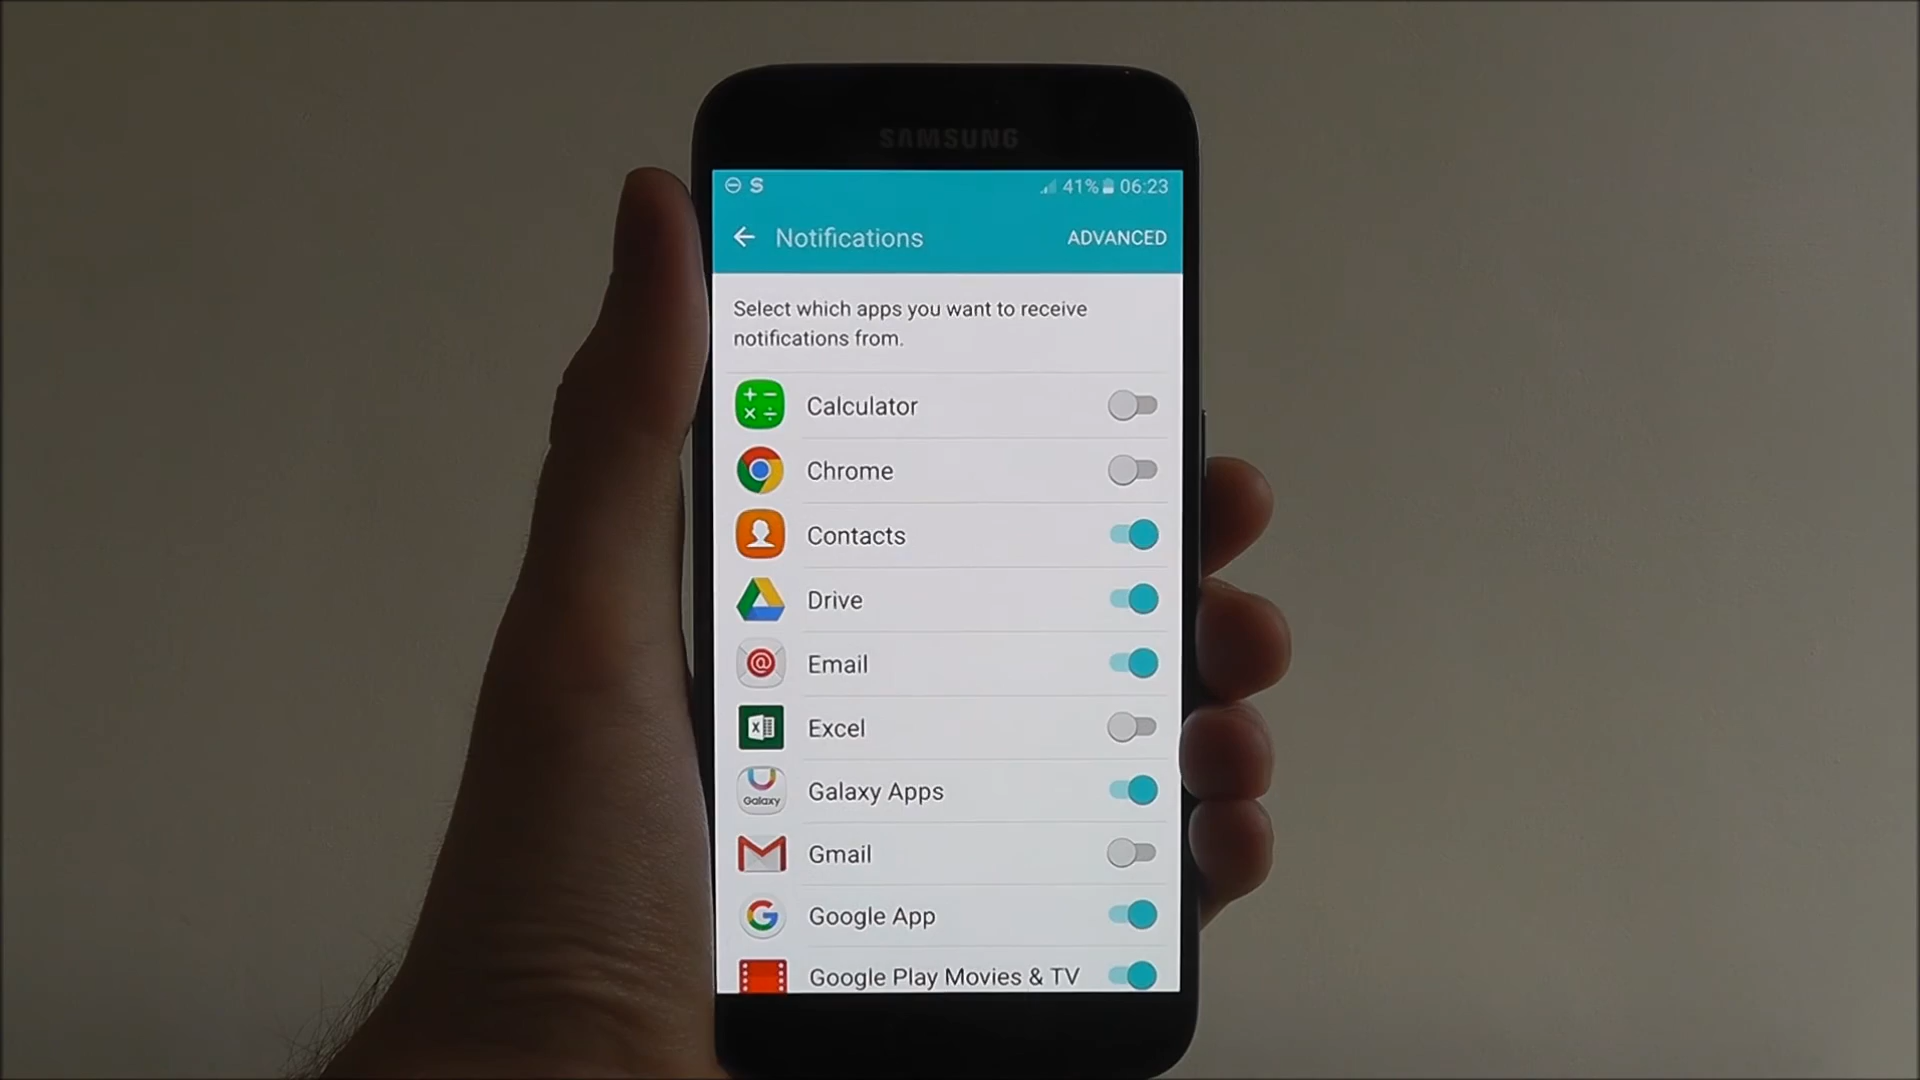 SAMSUNG
41% 06:23
Notifications ADVANCED
Select which apps you want to receive
notifications from.
Calculator
Chrome
Contacts
Drive
Email
Excel
Galaxy Apps
Galaxy
Gmail
Google App
Google Play Movies & TV